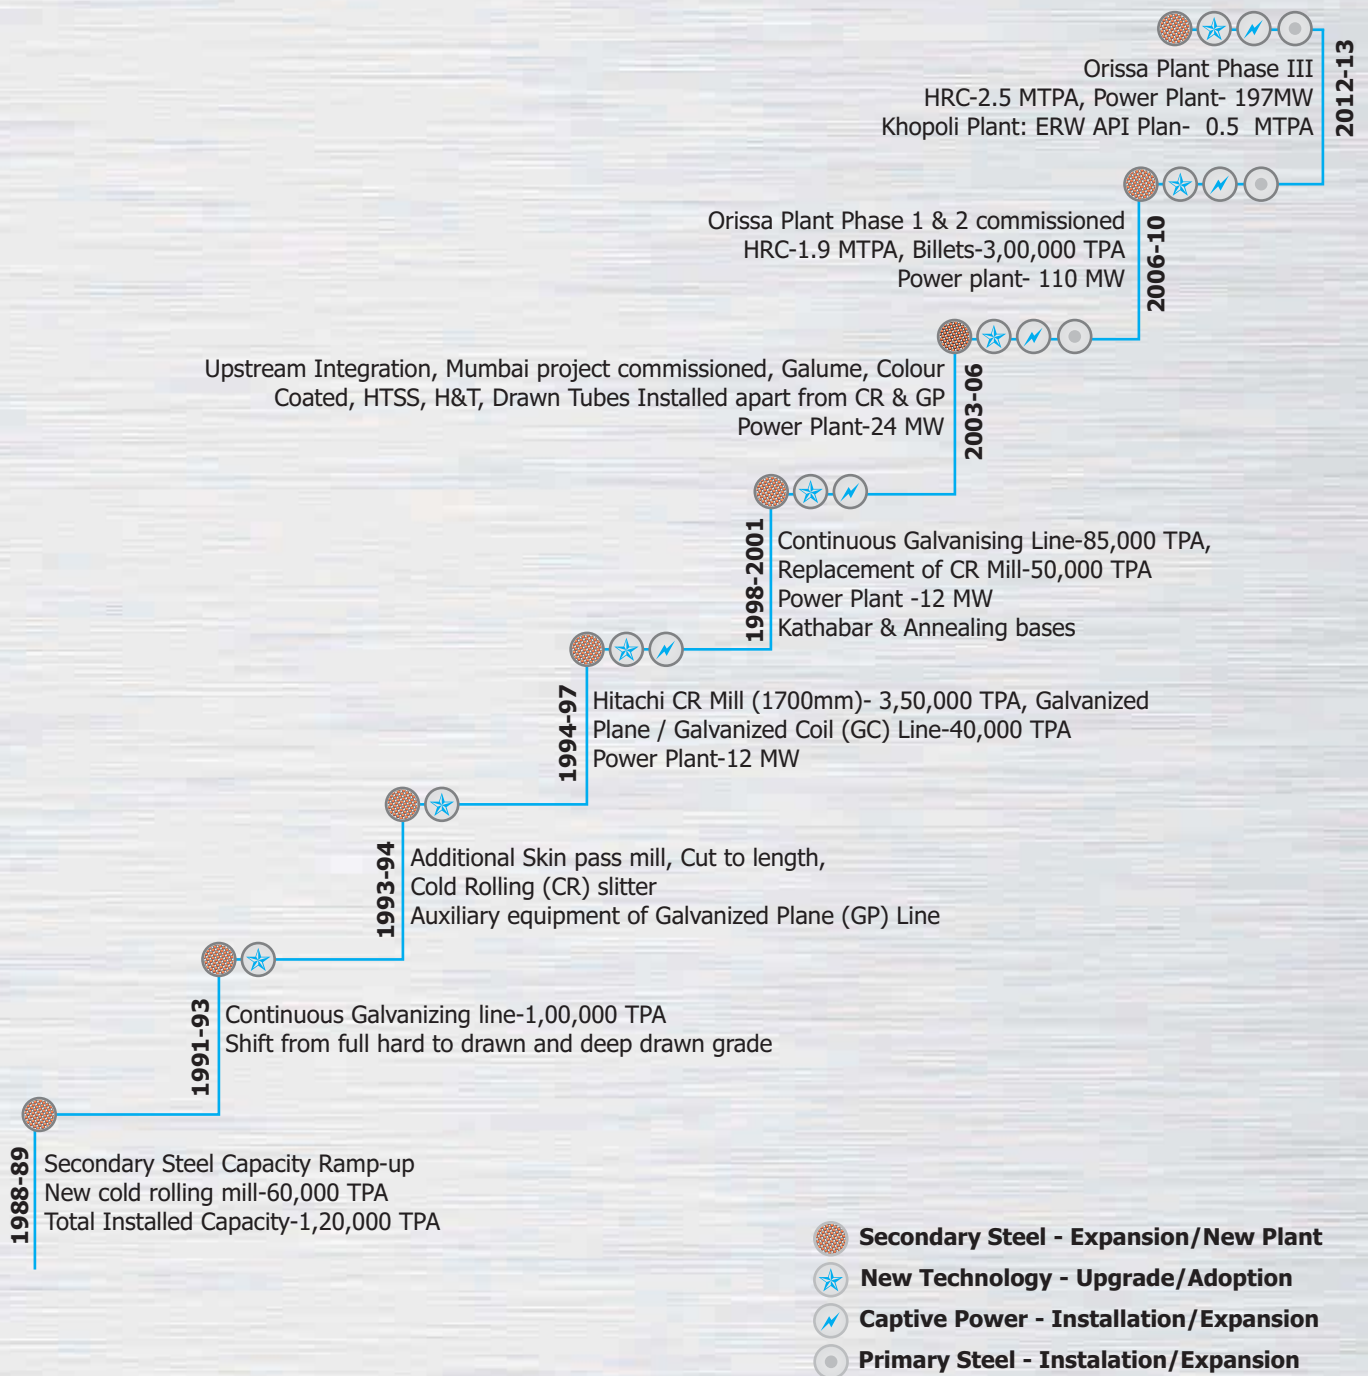 Orissa Plant Phase III
HRC-2.5 MTPA, Power Plant- 197MW
Khopoli Plant: ERW API Plan- 0.5 MTPA
2012-13
Orissa Plant Phase 1 & 2 commissioned
HRC-1.9 MTPA, Billets-3,00,000 TPA
Power plant- 110 MW
2006-10
Upstream Integration, Mumbai project commissioned, Galume, Colour
Coated, HTSS, H&T, Drawn Tubes Installed apart from CR & GP
Power Plant-24 MW
2003-06
1998-2001
Continuous Galvanising Line-85,000 TPA,
Replacement of CR Mill-50,000 TPA
Power Plant -12 MW
Kathabar & Annealing bases
1994-97
Hitachi CR Mill (1700mm)- 3,50,000 TPA, Galvanized
Plane / Galvanized Coil (GC) Line-40,000 TPA
Power Plant-12 MW
1993-94
Additional Skin pass mill, Cut to length,
Cold Rolling (CR) slitter
Auxiliary equipment of Galvanized Plane (GP) Line
1991-93
Continuous Galvanizing line-1,00,000 TPA
Shift from full hard to drawn and deep drawn grade
1988-89
Secondary Steel Capacity Ramp-up
New cold rolling mill-60,000 TPA
Total Installed Capacity-1,20,000 TPA
Secondary Steel - Expansion/New Plant
New Technology - Upgrade/Adoption
Captive Power - Installation/Expansion
Primary Steel - Instalation/Expansion